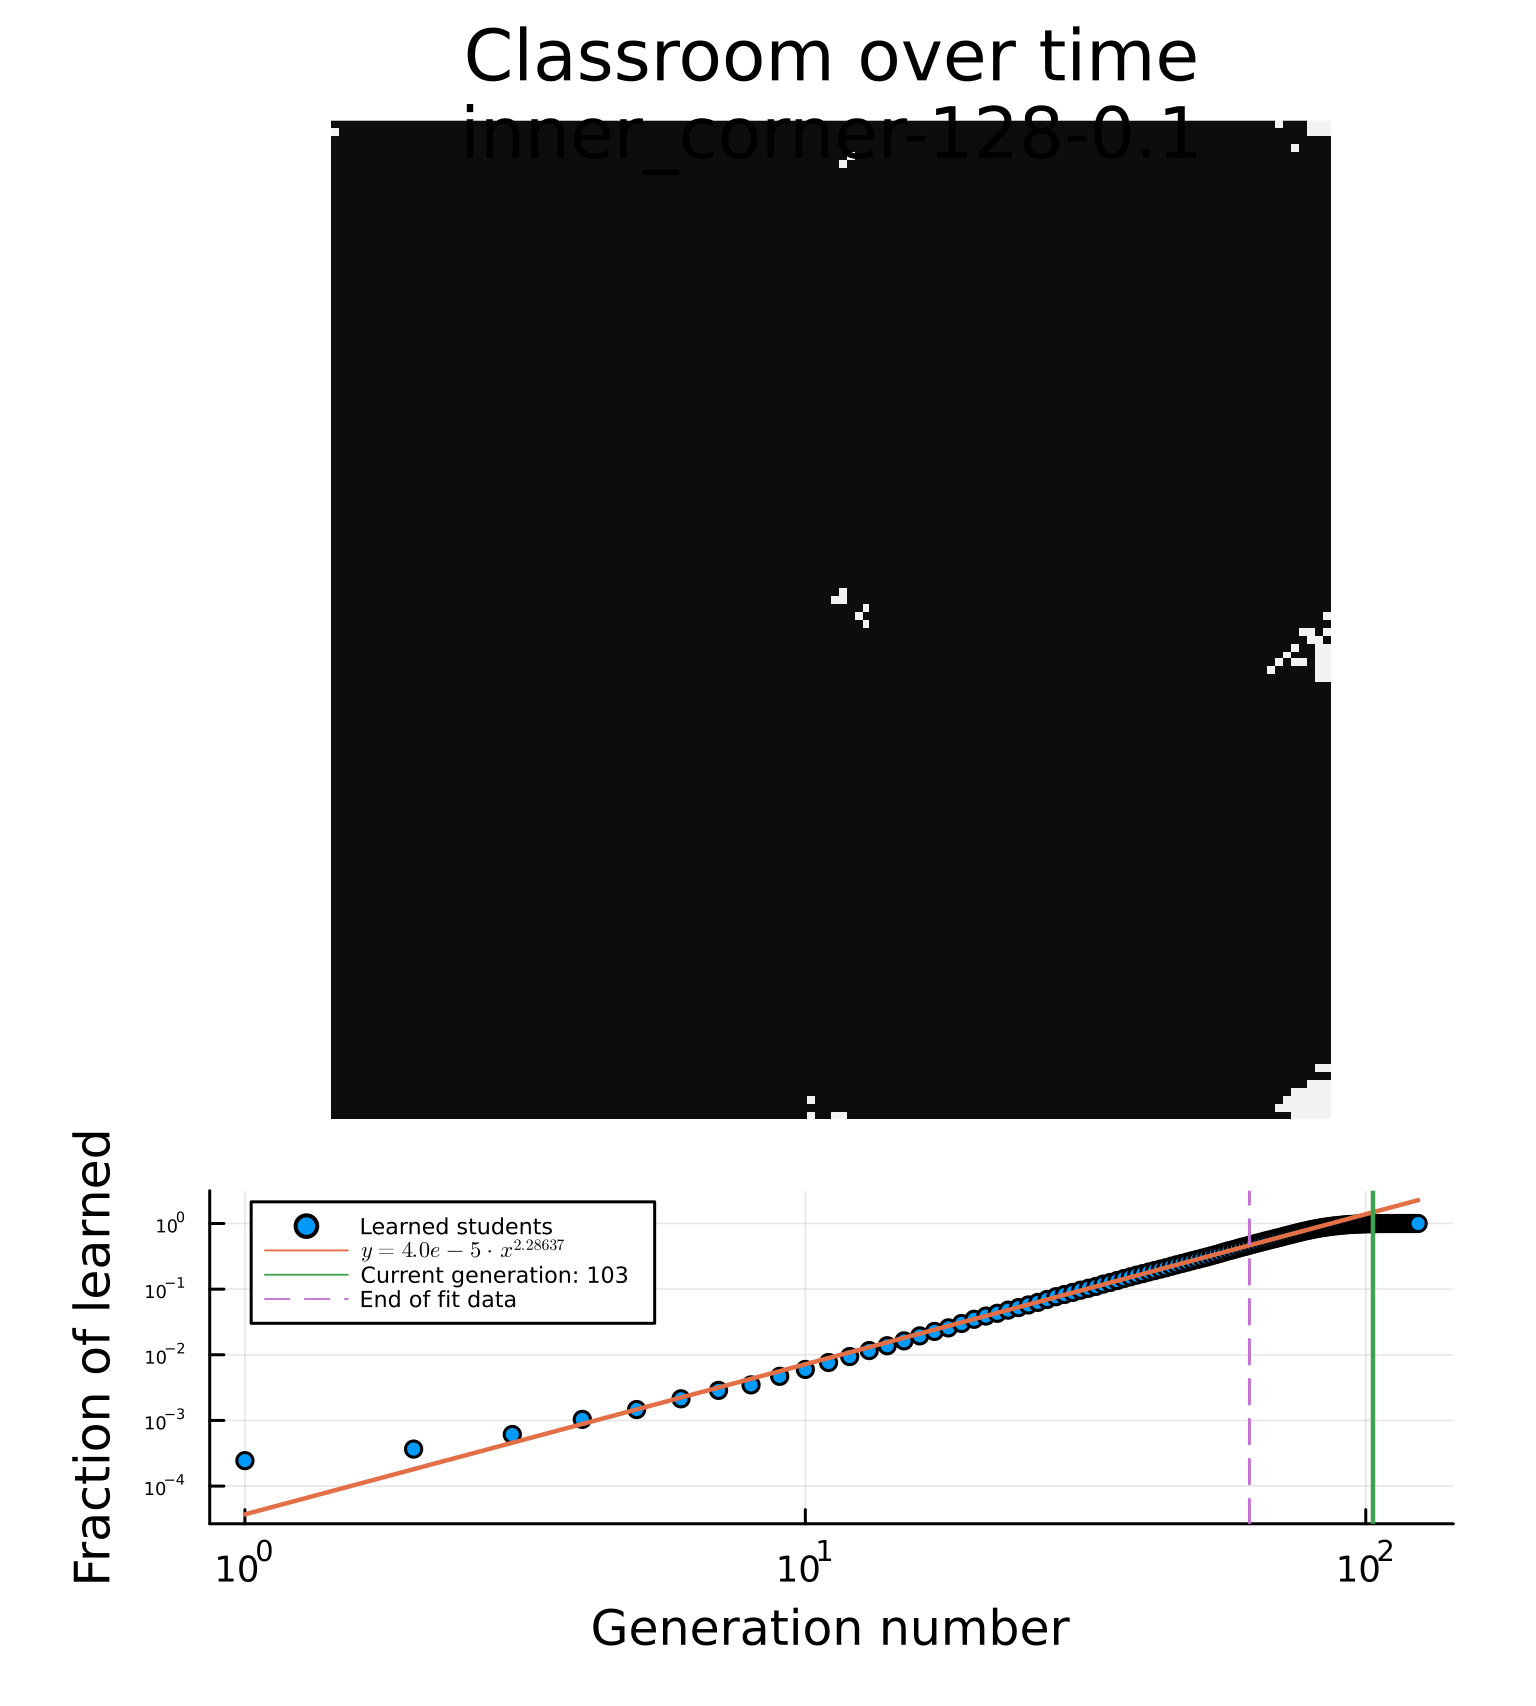 Classroom over time
inner_corner-128-0.1
Fraction of learned
10^0
10^−1
10^−2
10^−3
10^−4
Learned students
y = 4.0e − 5 · x^2.28637
Current generation: 103
End of fit data
10^0
10^1
10^2
Generation number